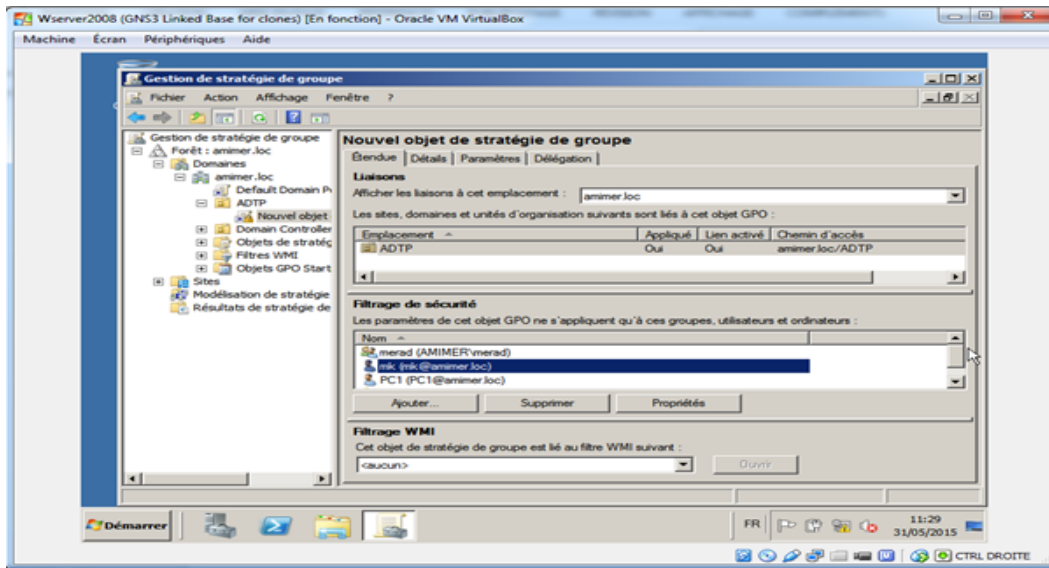 Wserver2008 (GNS3 Linked Base for clones) [En fonction] - Oracle VM VirtualBox
Machine Écran Périphériques Aide
Gestion de stratégie de groupe
Fichier Action Affichage Fenêtre ?
Gestion de stratégie de groupe
Forêt : amimer.loc
Domaines
amimer.loc
Default Domain P
ADTP
Nouvel objet
Domain Controller
Objets de stratég
Filtres WMI
Objets GPO Start
Sites
Modélisation de stratégie
Résultats de stratégie de
Nouvel objet de stratégie de groupe
Étendue Détails Paramètres Délégation
Liaisons
Afficher les liaisons à cet emplacement : amimer.loc
Les sites, domaines et unités d'organisation suivants sont liés à cet objet GPO :
Emplacement Appliqué Lien activé Chemin d'accès
ADTP Oui Oui amimer.loc/ADTP
Filtrage de sécurité
Les paramètres de cet objet GPO ne s'appliquent qu'à ces groupes, utilisateurs et ordinateurs :
Nom
merad (AMIMER\merad)
mk (mk@amimer.loc)
PC1 (PC1@amimer.loc)
Ajouter... Supprimer Propriétés
Filtrage WMI
Cet objet de stratégie de groupe est lié au filtre WMI suivant :
<aucun> Ouvrir
Démarrer FR 11:29
31/05/2015
CTRL DROITE